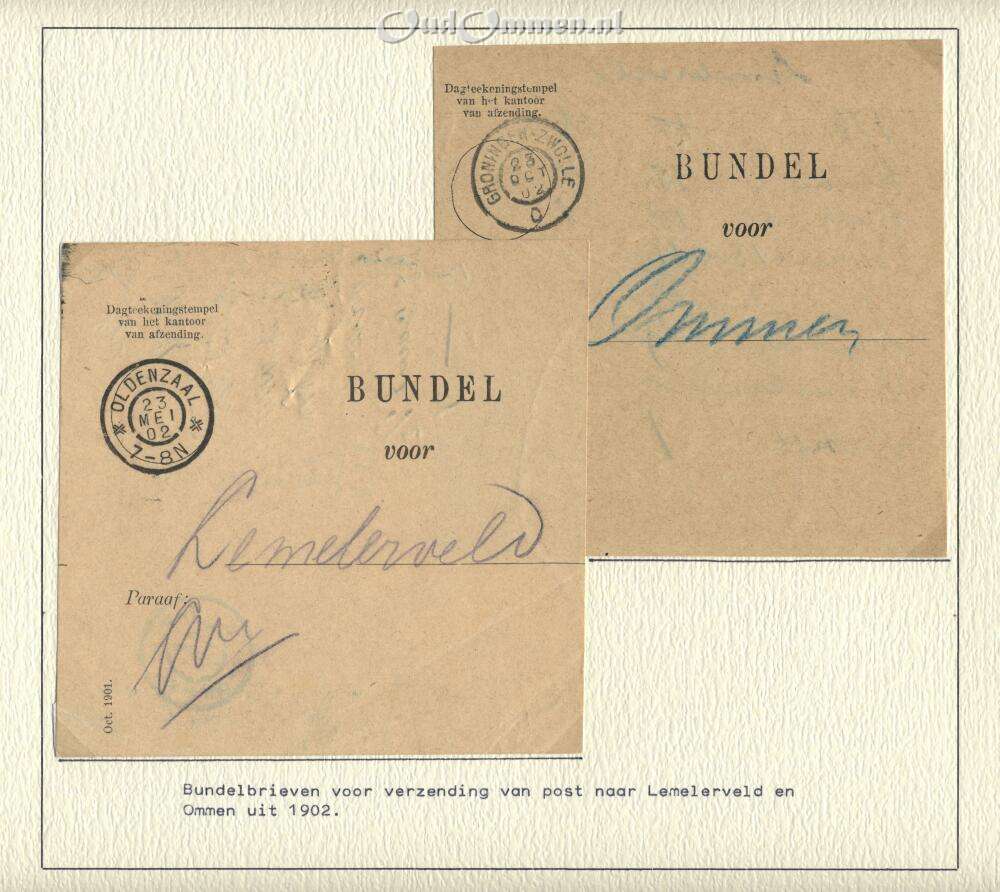 OudOmmen.nl
Dagteekeningstempel
van het kantoor
van afzending.
GRONINGEN-ZWOLLE
23
DEC
02
BUNDEL
voor
Ommen
Dagteekeningstempel
van het kantoor
van afzending.
OLDENZAAL
23
MEI
02
7-8N
BUNDEL
voor
Lemelerveld
Paraaf:
Oct. 1901.
Bundelbrieven voor verzending van post naar Lemelerveld en
Ommen uit 1902.